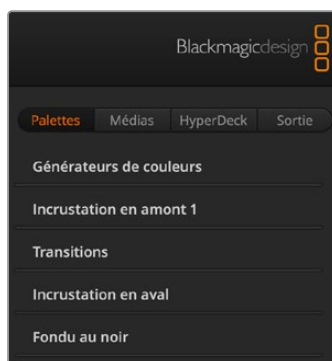 Blackmagicdesign
Palettes Médias HyperDeck Sortie
Générateurs de couleurs
Incrustation en amont 1
Transitions
Incrustation en aval
Fondu au noir